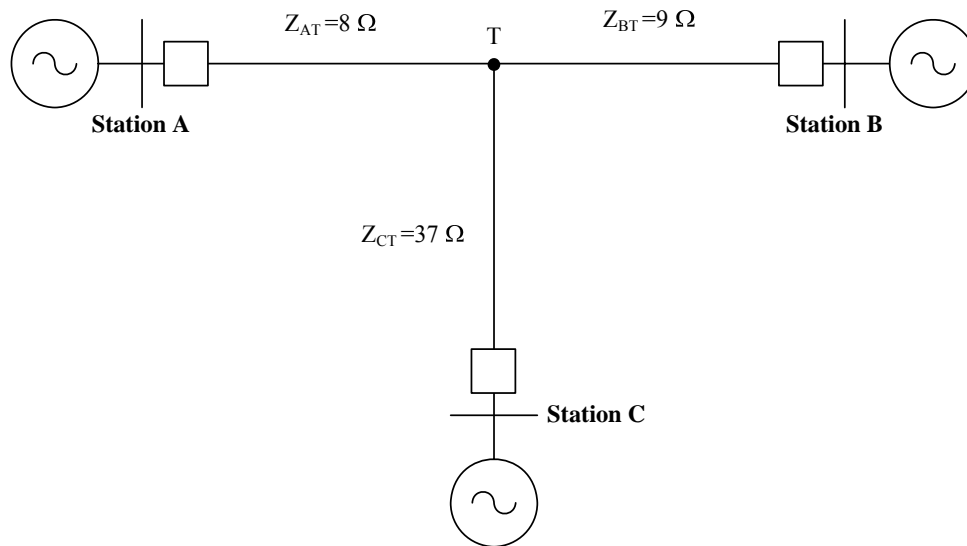 Z_AT=8 Ω
Z_BT=9 Ω
T
Station A
Station B
Z_CT=37 Ω
Station C